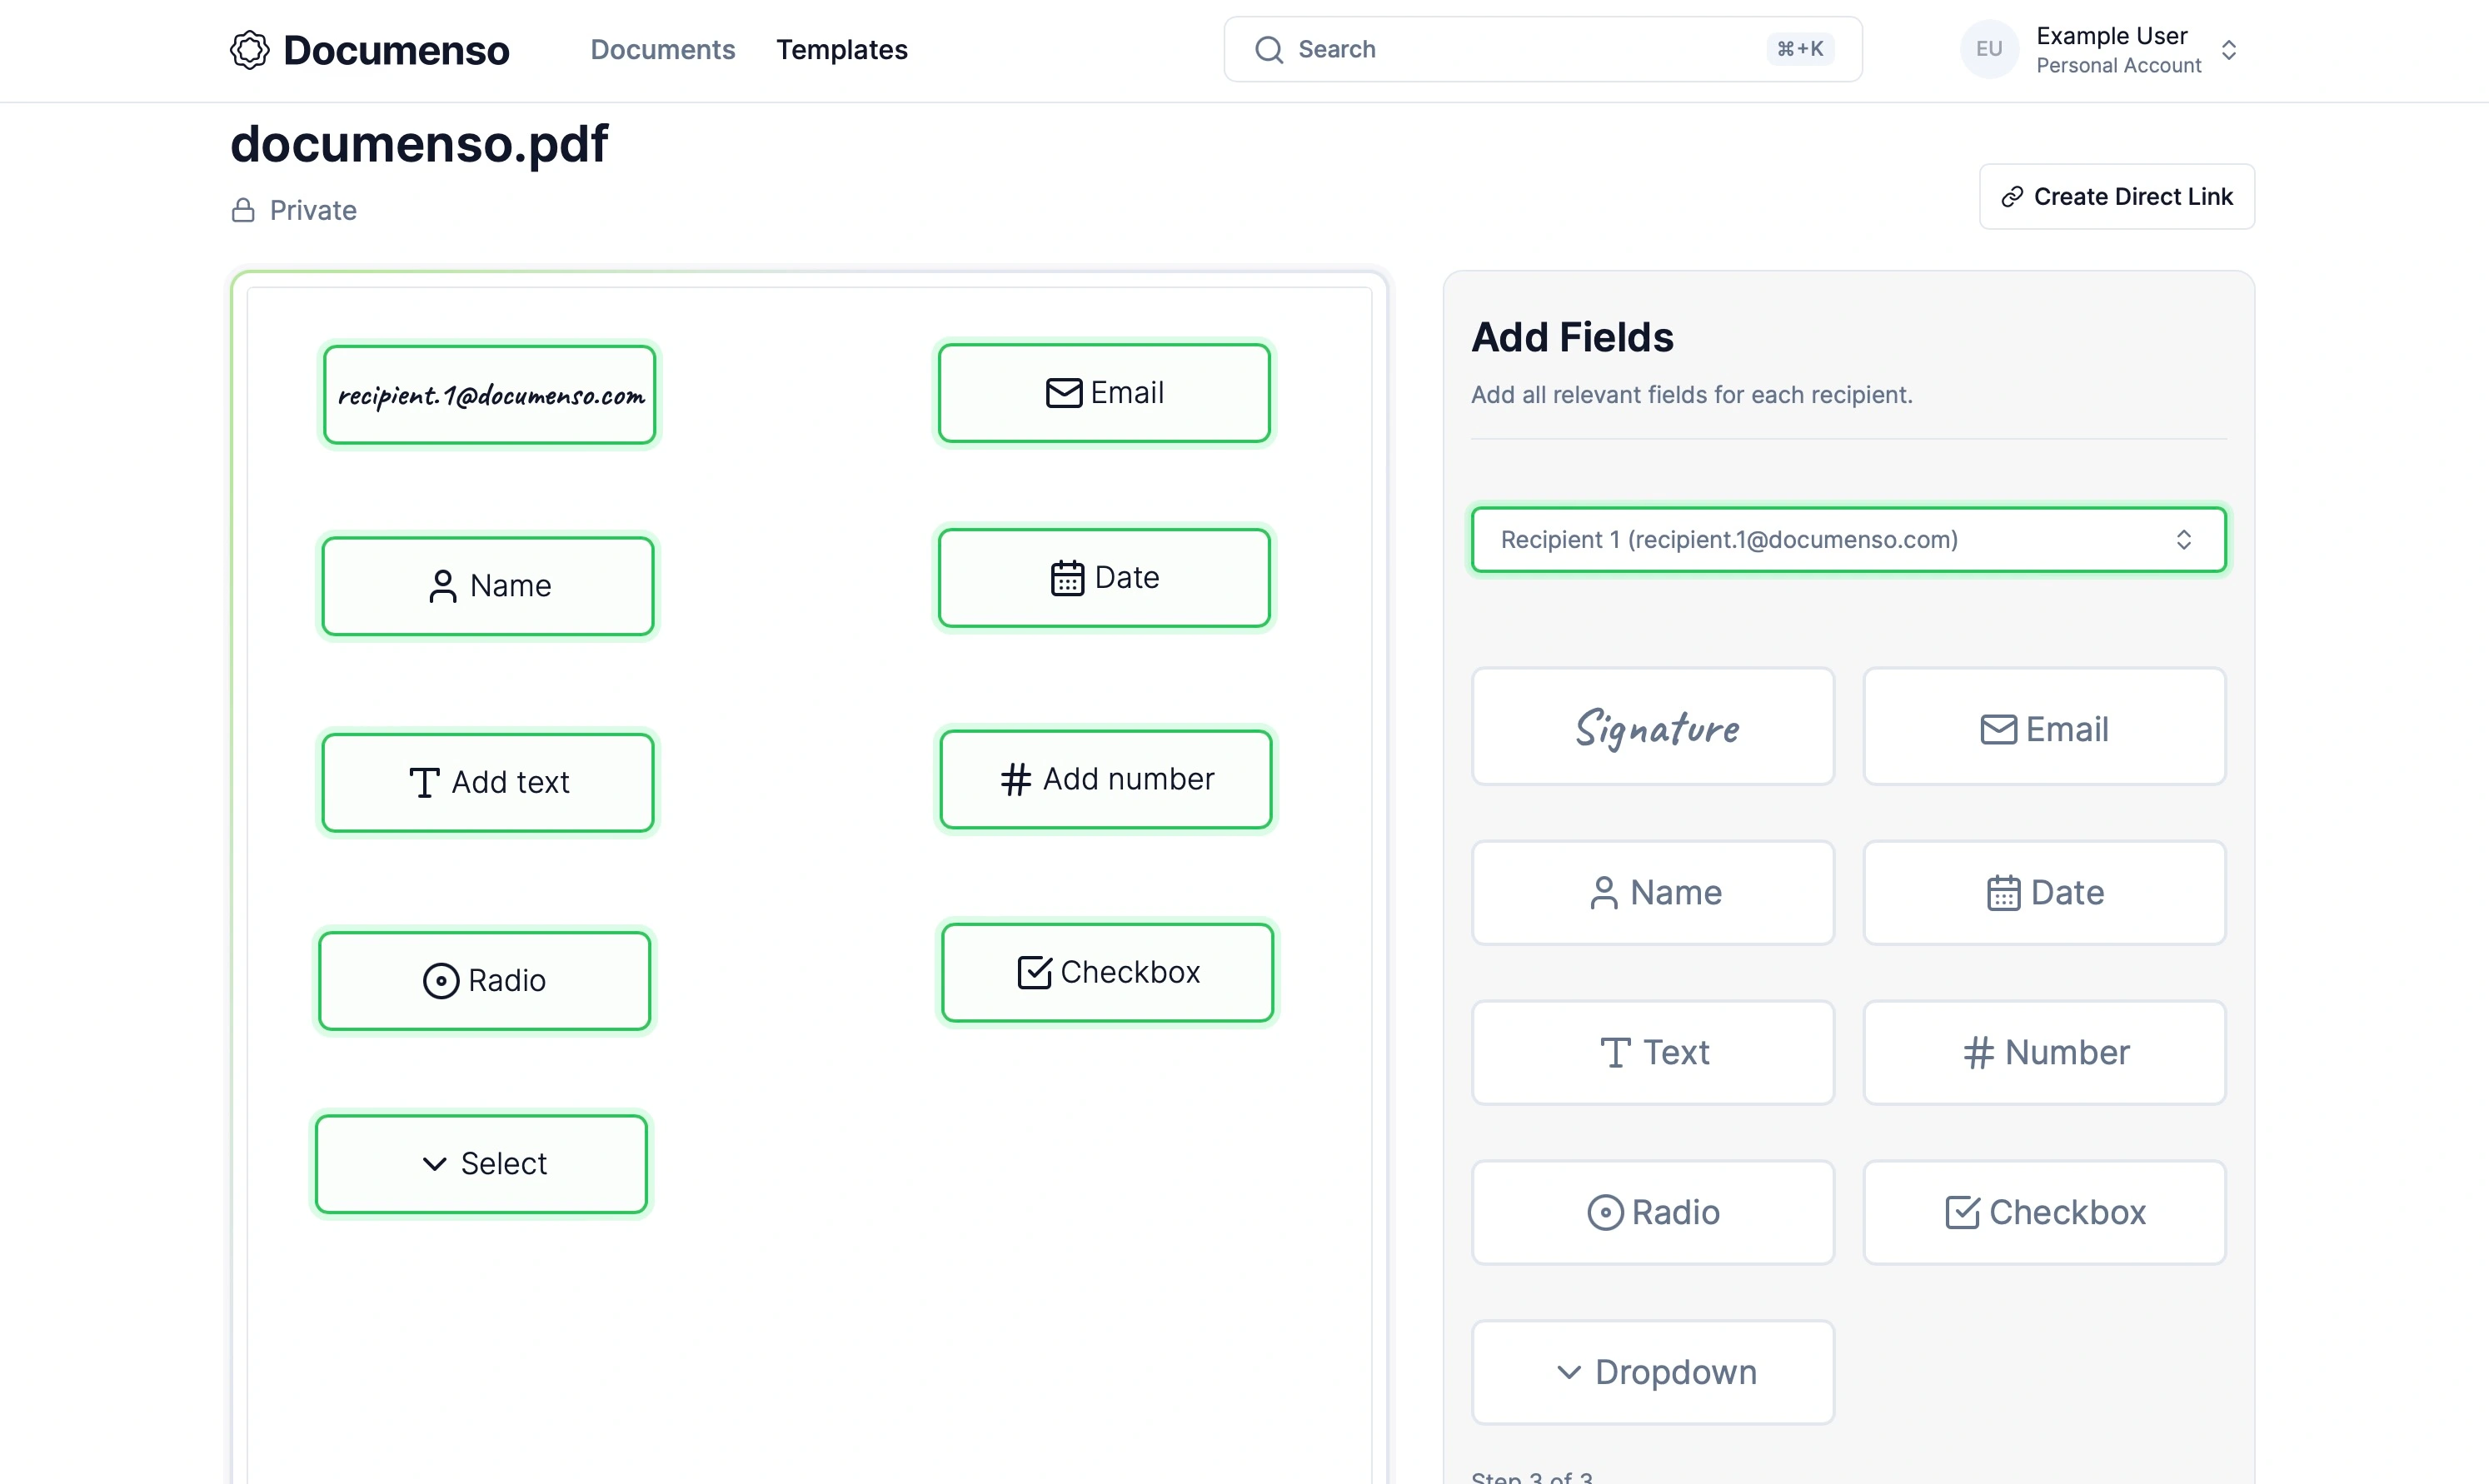 Documenso
Documents
Templates
Search
⌘+K
EU
Example User
Personal Account
documenso.pdf
Private
Create Direct Link
recipient.1@documenso.com
Email
Name
Date
Add text
Add number
Radio
Checkbox
Select
Add Fields
Add all relevant fields for each recipient.
Recipient 1 (recipient.1@documenso.com)
Signature
Email
Name
Date
Text
Number
Radio
Checkbox
Dropdown
Step 3 of 3